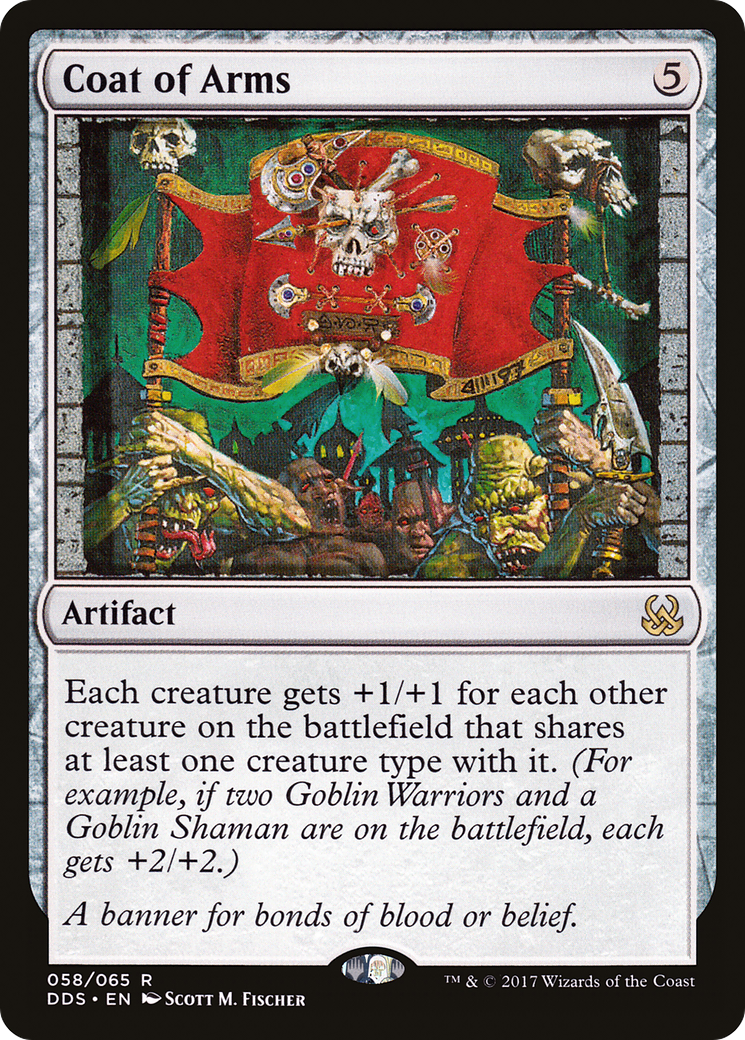 Coat of Arms
5
Artifact
Each creature gets +1/+1 for each other
creature on the battlefield that shares
at least one creature type with it. (For
example, if two Goblin Warriors and a
Goblin Shaman are on the battlefield, each
gets +2/+2.)
A banner for bonds of blood or belief.
058/065 R
DDS • EN Scott M. Fischer
™ & © 2017 Wizards of the Coast